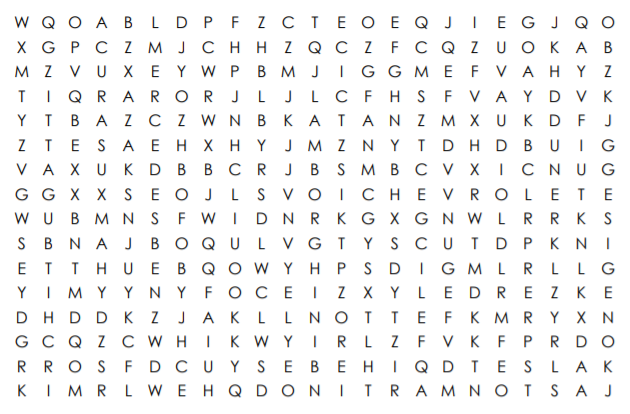 W Q O A B L D P F Z C T E O E Q J I E G J Q O
X G P C Z M J C H H Z Q C Z F C Q Z U O K A B
M Z V U X E Y W P B M J I G G M E F V A H Y Z
T I Q R A R O R J L J L C F H S F V A Y D V K
Y T B A Z C Z W N B K A T A N Z M X U K D F J
Z T E S A E H X H Y J M Z N Y T D H D B U I G
V A X U K D B B C R J B S M B C V X I C N U G
G G X X S E O J L S V O I C H E V R O L E T E
W U B M N S F W I D N R K G X G N W L R R K S
S B N A J B O Q U L V G T Y S C U T D P K N I
E T T H U E B Q O W Y H P S D I G M L R L L G
Y I M Y Y N Y F O C E I Z X Y L E D R E Z K E
D H D D K Z J A K L L N O T T E F K M R Y X N
G C Q Z C W H I K W Y I R L Z F V K F P R D O
R R O S F D C U Y S E B E H I Q D T E S L A K
K I M R L W E H Q D O N I T R A M N O T S A J